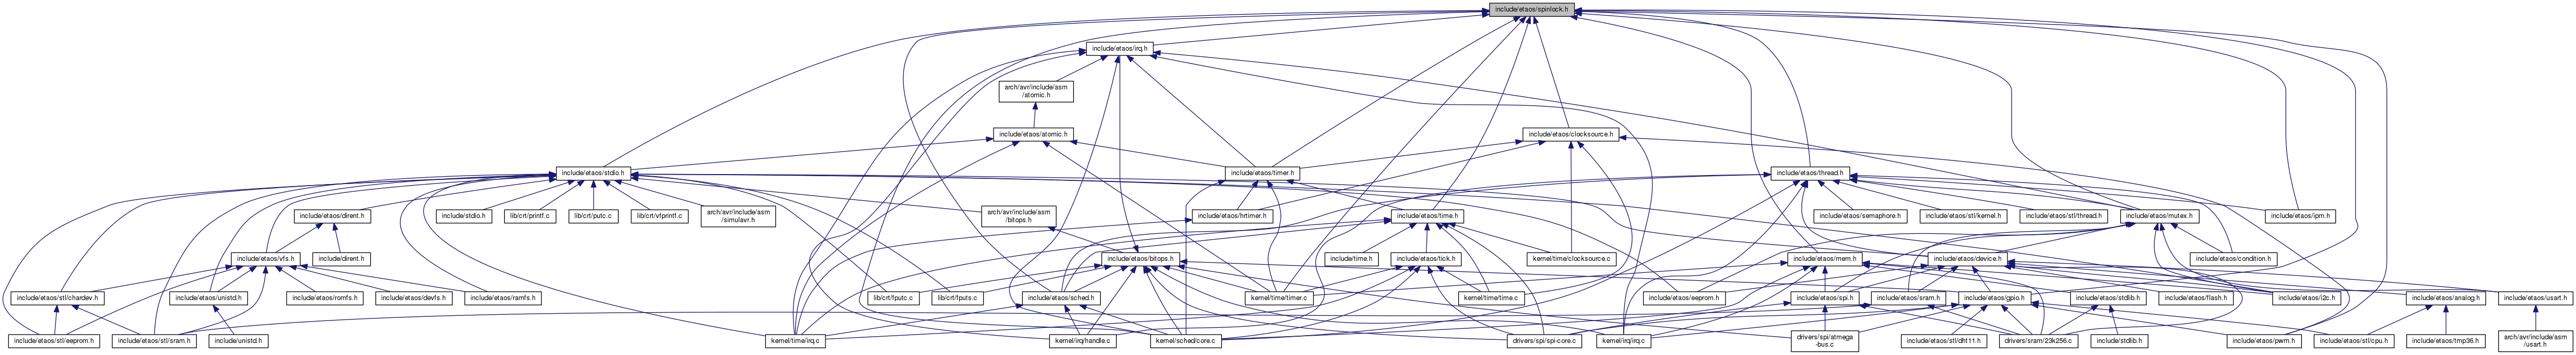 include/etaos/spinlock.h
include/etaos/irq.h
arch/avr/include/asm
/atomic.h
include/etaos/atomic.h
include/etaos/clocksource.h
include/etaos/stdio.h
include/etaos/timer.h
include/etaos/thread.h
include/etaos/dirent.h
include/stdio.h
lib/crt/printf.c
lib/crt/putc.c
lib/crt/vfprintf.c
arch/avr/include/asm
/simulavr.h
arch/avr/include/asm
/bitops.h
include/etaos/hrtimer.h
include/etaos/time.h
include/etaos/semaphore.h
include/etaos/stl/kernel.h
include/etaos/stl/thread.h
include/etaos/mutex.h
include/etaos/ipm.h
include/etaos/vfs.h
include/dirent.h
include/etaos/bitops.h
include/time.h
include/etaos/tick.h
kernel/time/clocksource.c
include/etaos/mem.h
include/etaos/device.h
include/etaos/condition.h
include/etaos/stl/chardev.h
include/etaos/unistd.h
include/etaos/romfs.h
include/etaos/devfs.h
include/etaos/ramfs.h
lib/crt/fputc.c
lib/crt/fputs.c
include/etaos/sched.h
kernel/time/timer.c
kernel/time/time.c
include/etaos/eeprom.h
include/etaos/spi.h
include/etaos/sram.h
include/etaos/gpio.h
include/etaos/stdlib.h
include/etaos/flash.h
include/etaos/i2c.h
include/etaos/analog.h
include/etaos/usart.h
include/etaos/stl/eeprom.h
include/etaos/stl/sram.h
include/unistd.h
kernel/time/irq.c
kernel/irq/handle.c
kernel/sched/core.c
drivers/spi/spi-core.c
kernel/irq/irq.c
drivers/spi/atmega
-bus.c
include/etaos/stl/dht11.h
drivers/sram/23k256.c
include/stdlib.h
include/etaos/pwm.h
include/etaos/stl/cpu.h
include/etaos/tmp36.h
arch/avr/include/asm
/usart.h